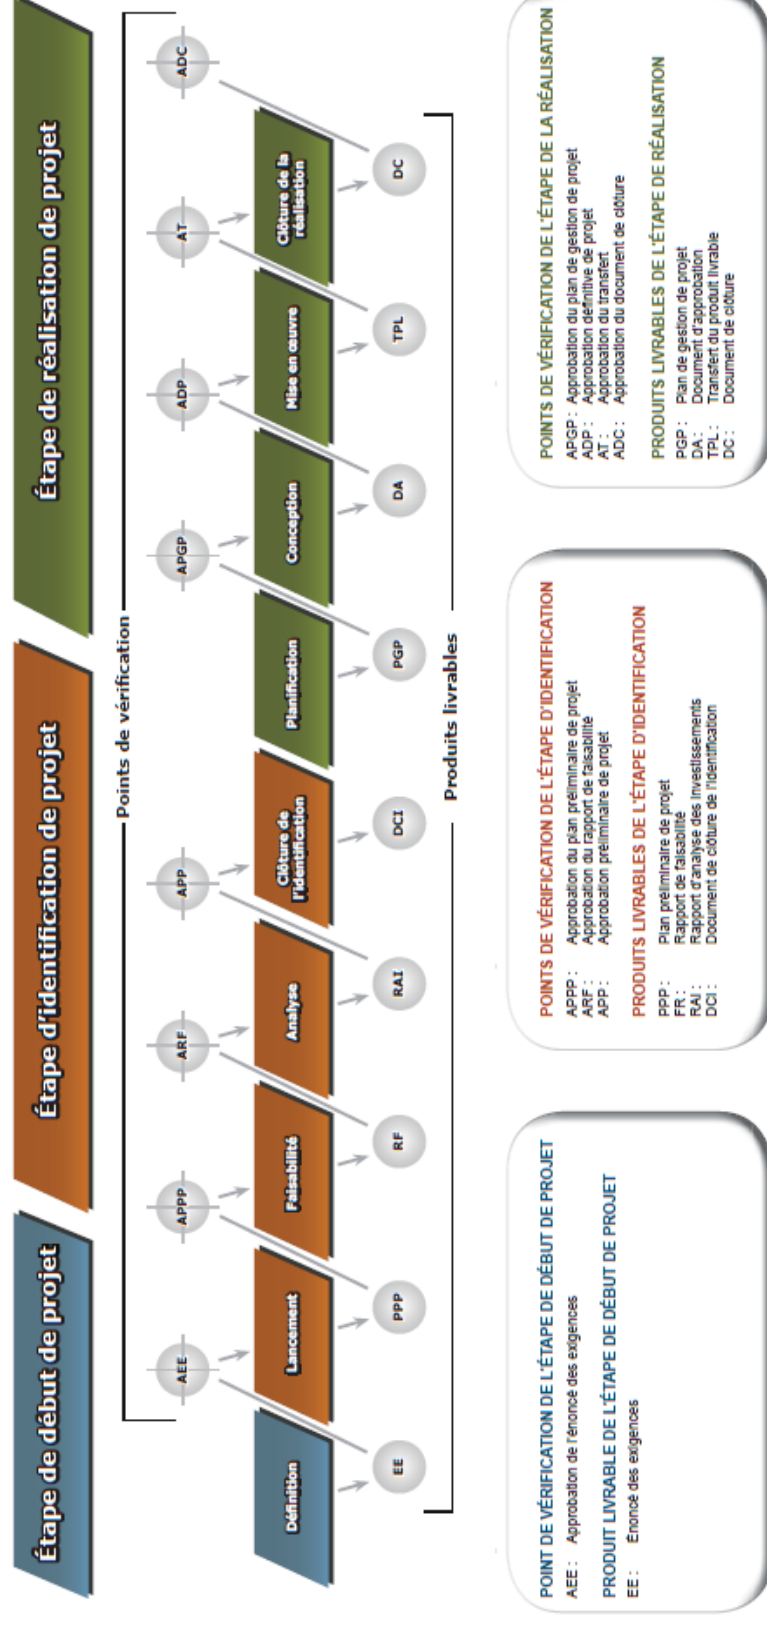 Étape de début de projet
Étape d'identification de projet
Étape de réalisation de projet
Points de vérification
AEE
APPP
ARF
APP
APGP
ADP
AT
ADC
Définition
Lancement
Faisabilité
Analyse
Clôture de
l'identification
Planification
Conception
Mise en œuvre
Clôture de la
réalisation
EE
PPP
RF
RAI
DCI
PGP
DA
TPL
DC
Produits livrables
POINT DE VÉRIFICATION DE L'ÉTAPE DE DÉBUT DE PROJET
AEE : Approbation de l'énoncé des exigences
PRODUIT LIVRABLE DE L'ÉTAPE DE DÉBUT DE PROJET
EE : Énoncé des exigences
POINTS DE VÉRIFICATION DE L'ÉTAPE D'IDENTIFICATION
APPP : Approbation du plan préliminaire de projet
ARF : Approbation du rapport de faisabilité
APP : Approbation préliminaire de projet
PRODUITS LIVRABLES DE L'ÉTAPE D'IDENTIFICATION
PPP : Plan préliminaire de projet
FR : Rapport de faisabilité
RAI : Rapport d'analyse des investissements
DCI : Document de clôture de l'identification
POINTS DE VÉRIFICATION DE L'ÉTAPE DE LA RÉALISATION
APGP : Approbation du plan de gestion de projet
ADP : Approbation définitive de projet
AT : Approbation du transfert
ADC : Approbation du document de clôture
PRODUITS LIVRABLES DE L'ÉTAPE DE RÉALISATION
PGP : Plan de gestion de projet
DA : Document d'approbation
TPL : Transfert du produit livrable
DC : Document de clôture